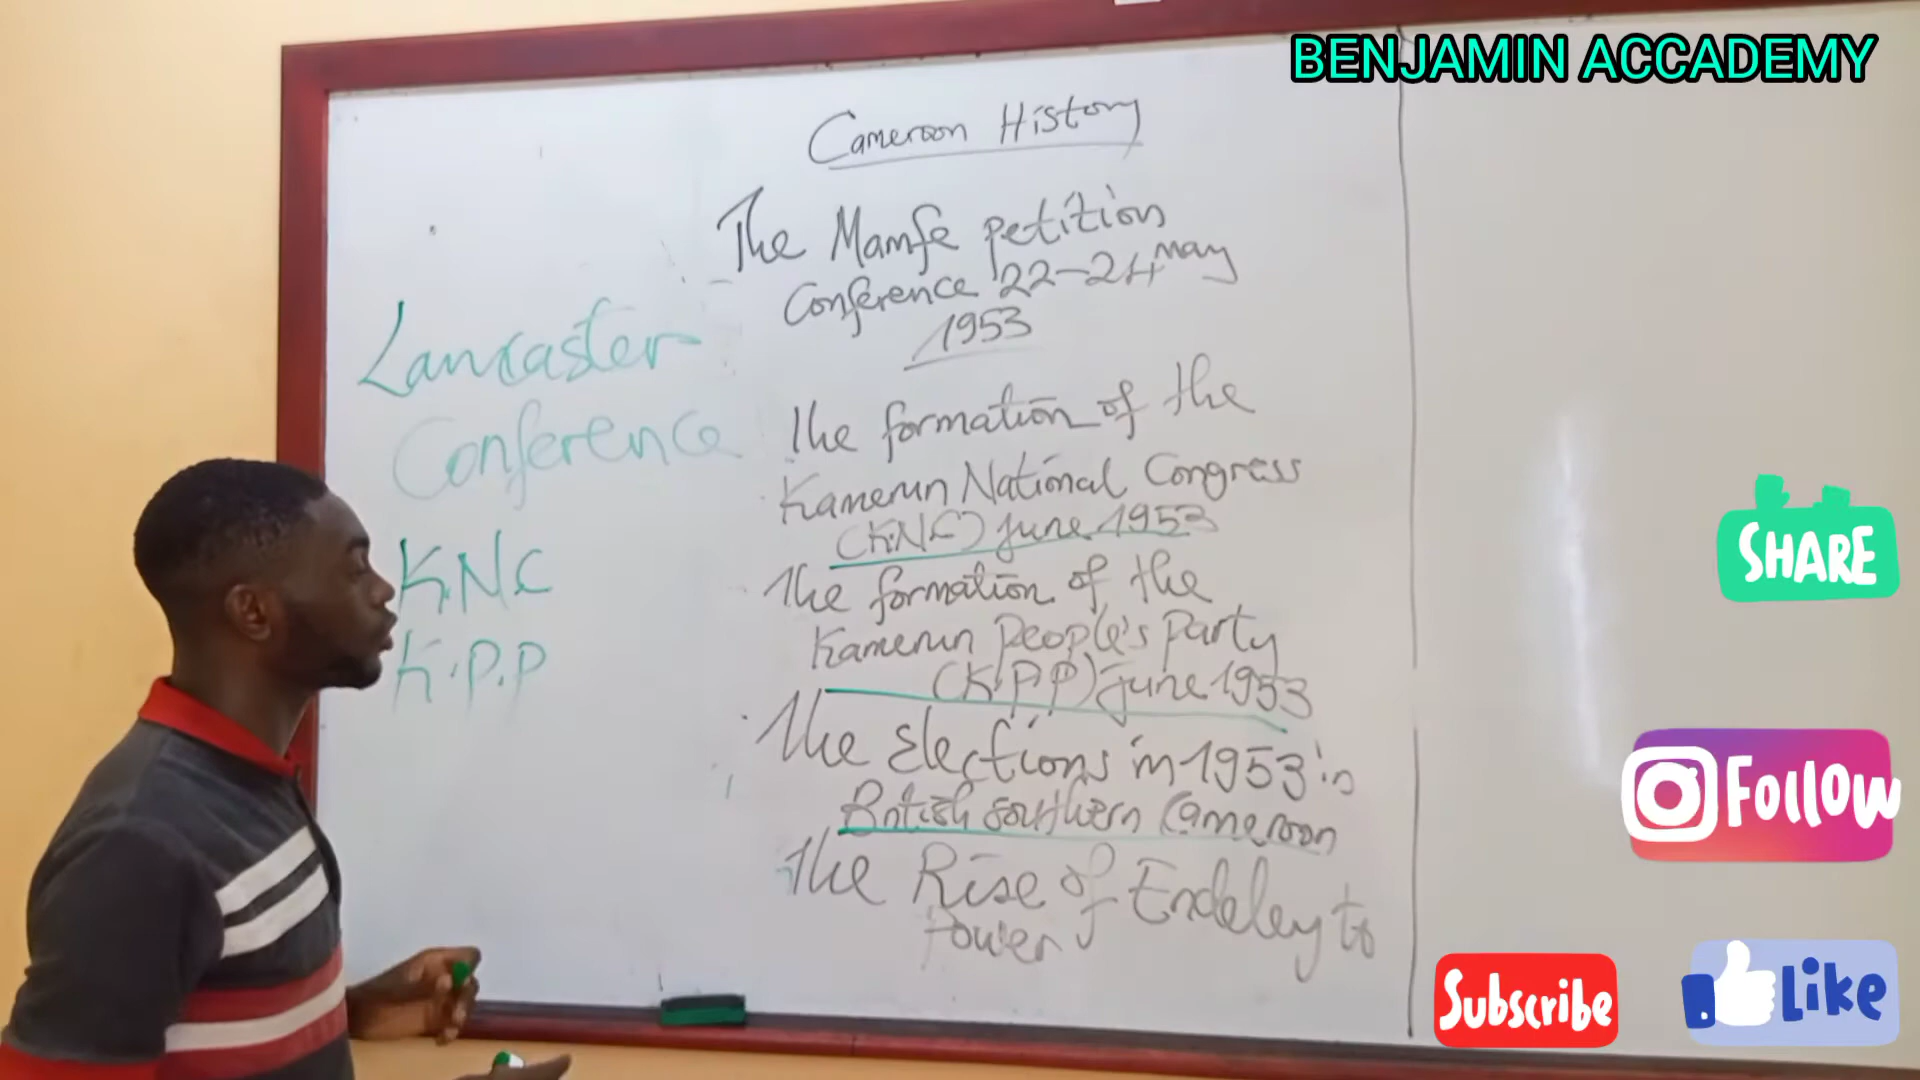 BENJAMIN ACCADEMY
Cameroon History
The Mamfe petition
Conference 22-24 May
1953
The formation of the
Kamerun National Congress
(KNC) june 1953
The formation of the
Kamerun People's Party
(K.P.P) june 1953
The Elections in 1953 in
British southern Cameroon
The Rise of Endeley to
Power
Lancaster
Conference
KNC
K.P.P
SHARE
Follow
Subscribe
Like